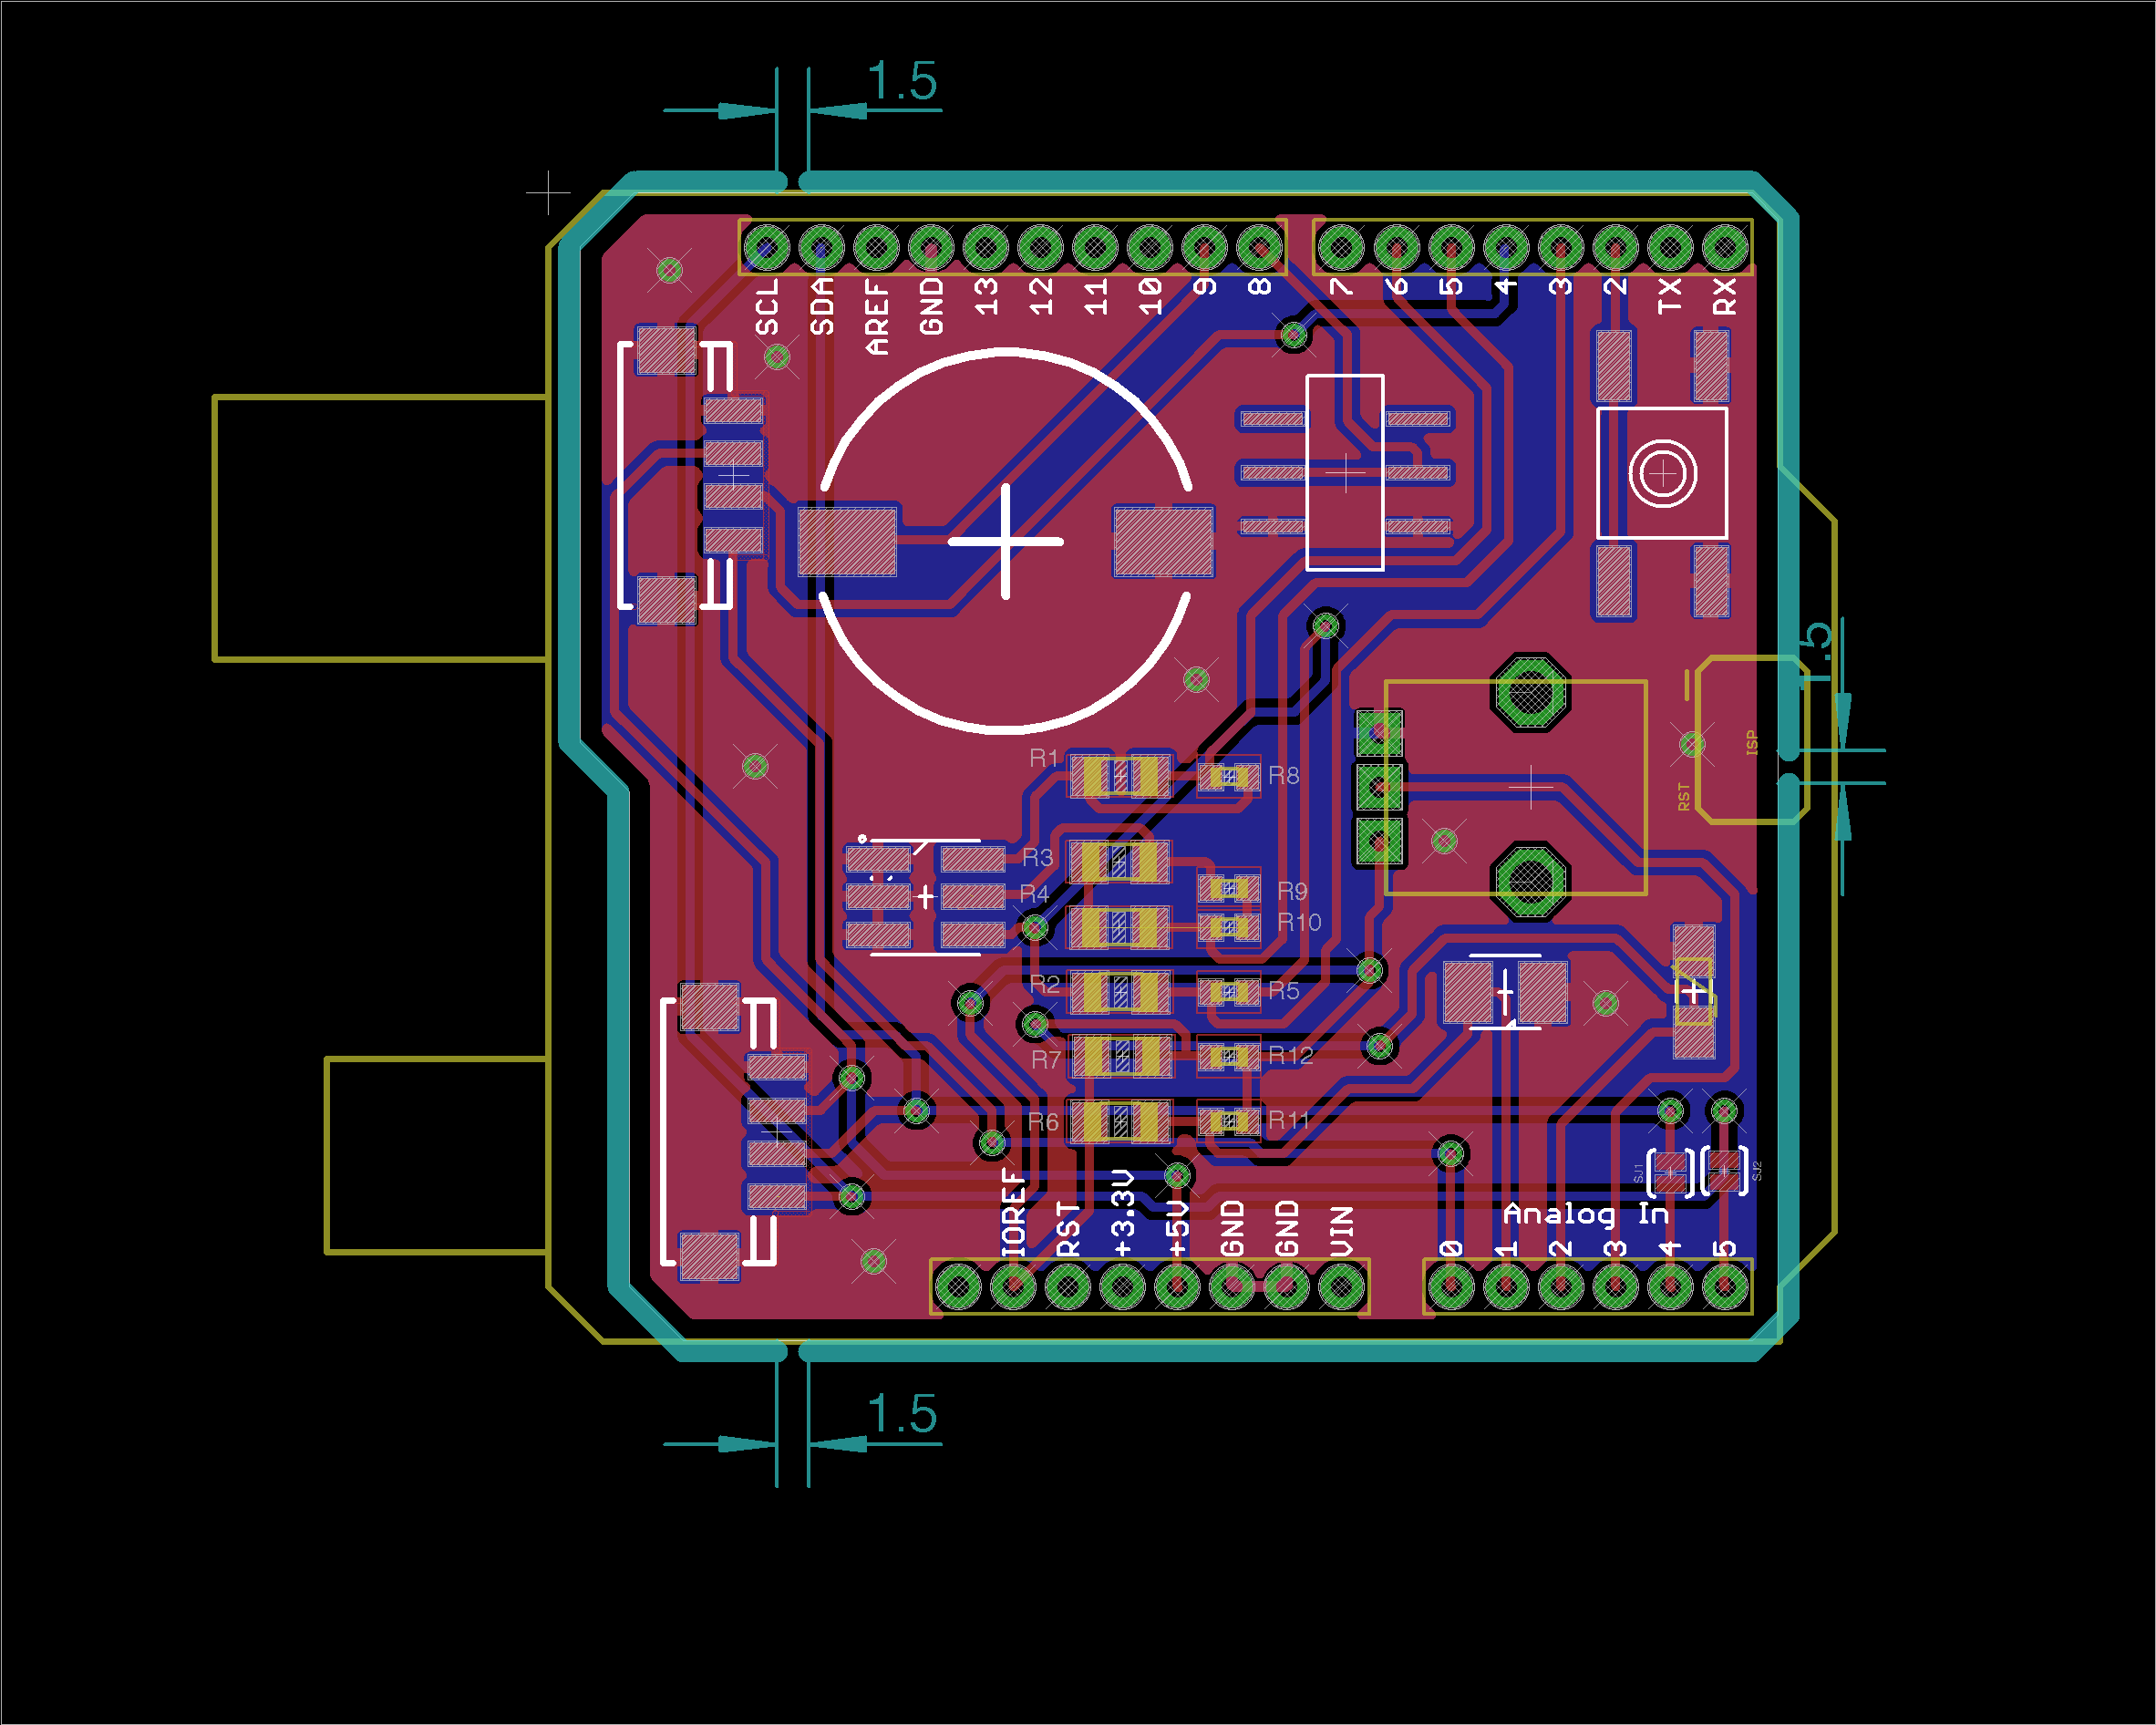 1.5
SCL
SDA
AREF
GND
13
12
11
10
9
8
7
6
5
4
3
2
TX
RX
1.5
ISP
RST
R1
R8
R3
R4
R9
R10
R2
R5
R7
R12
R6
R11
SJ1
SJ2
IOREF
RST
+3.3V
+5V
GND
GND
VIN
Analog In
0
1
2
3
4
5
1.5